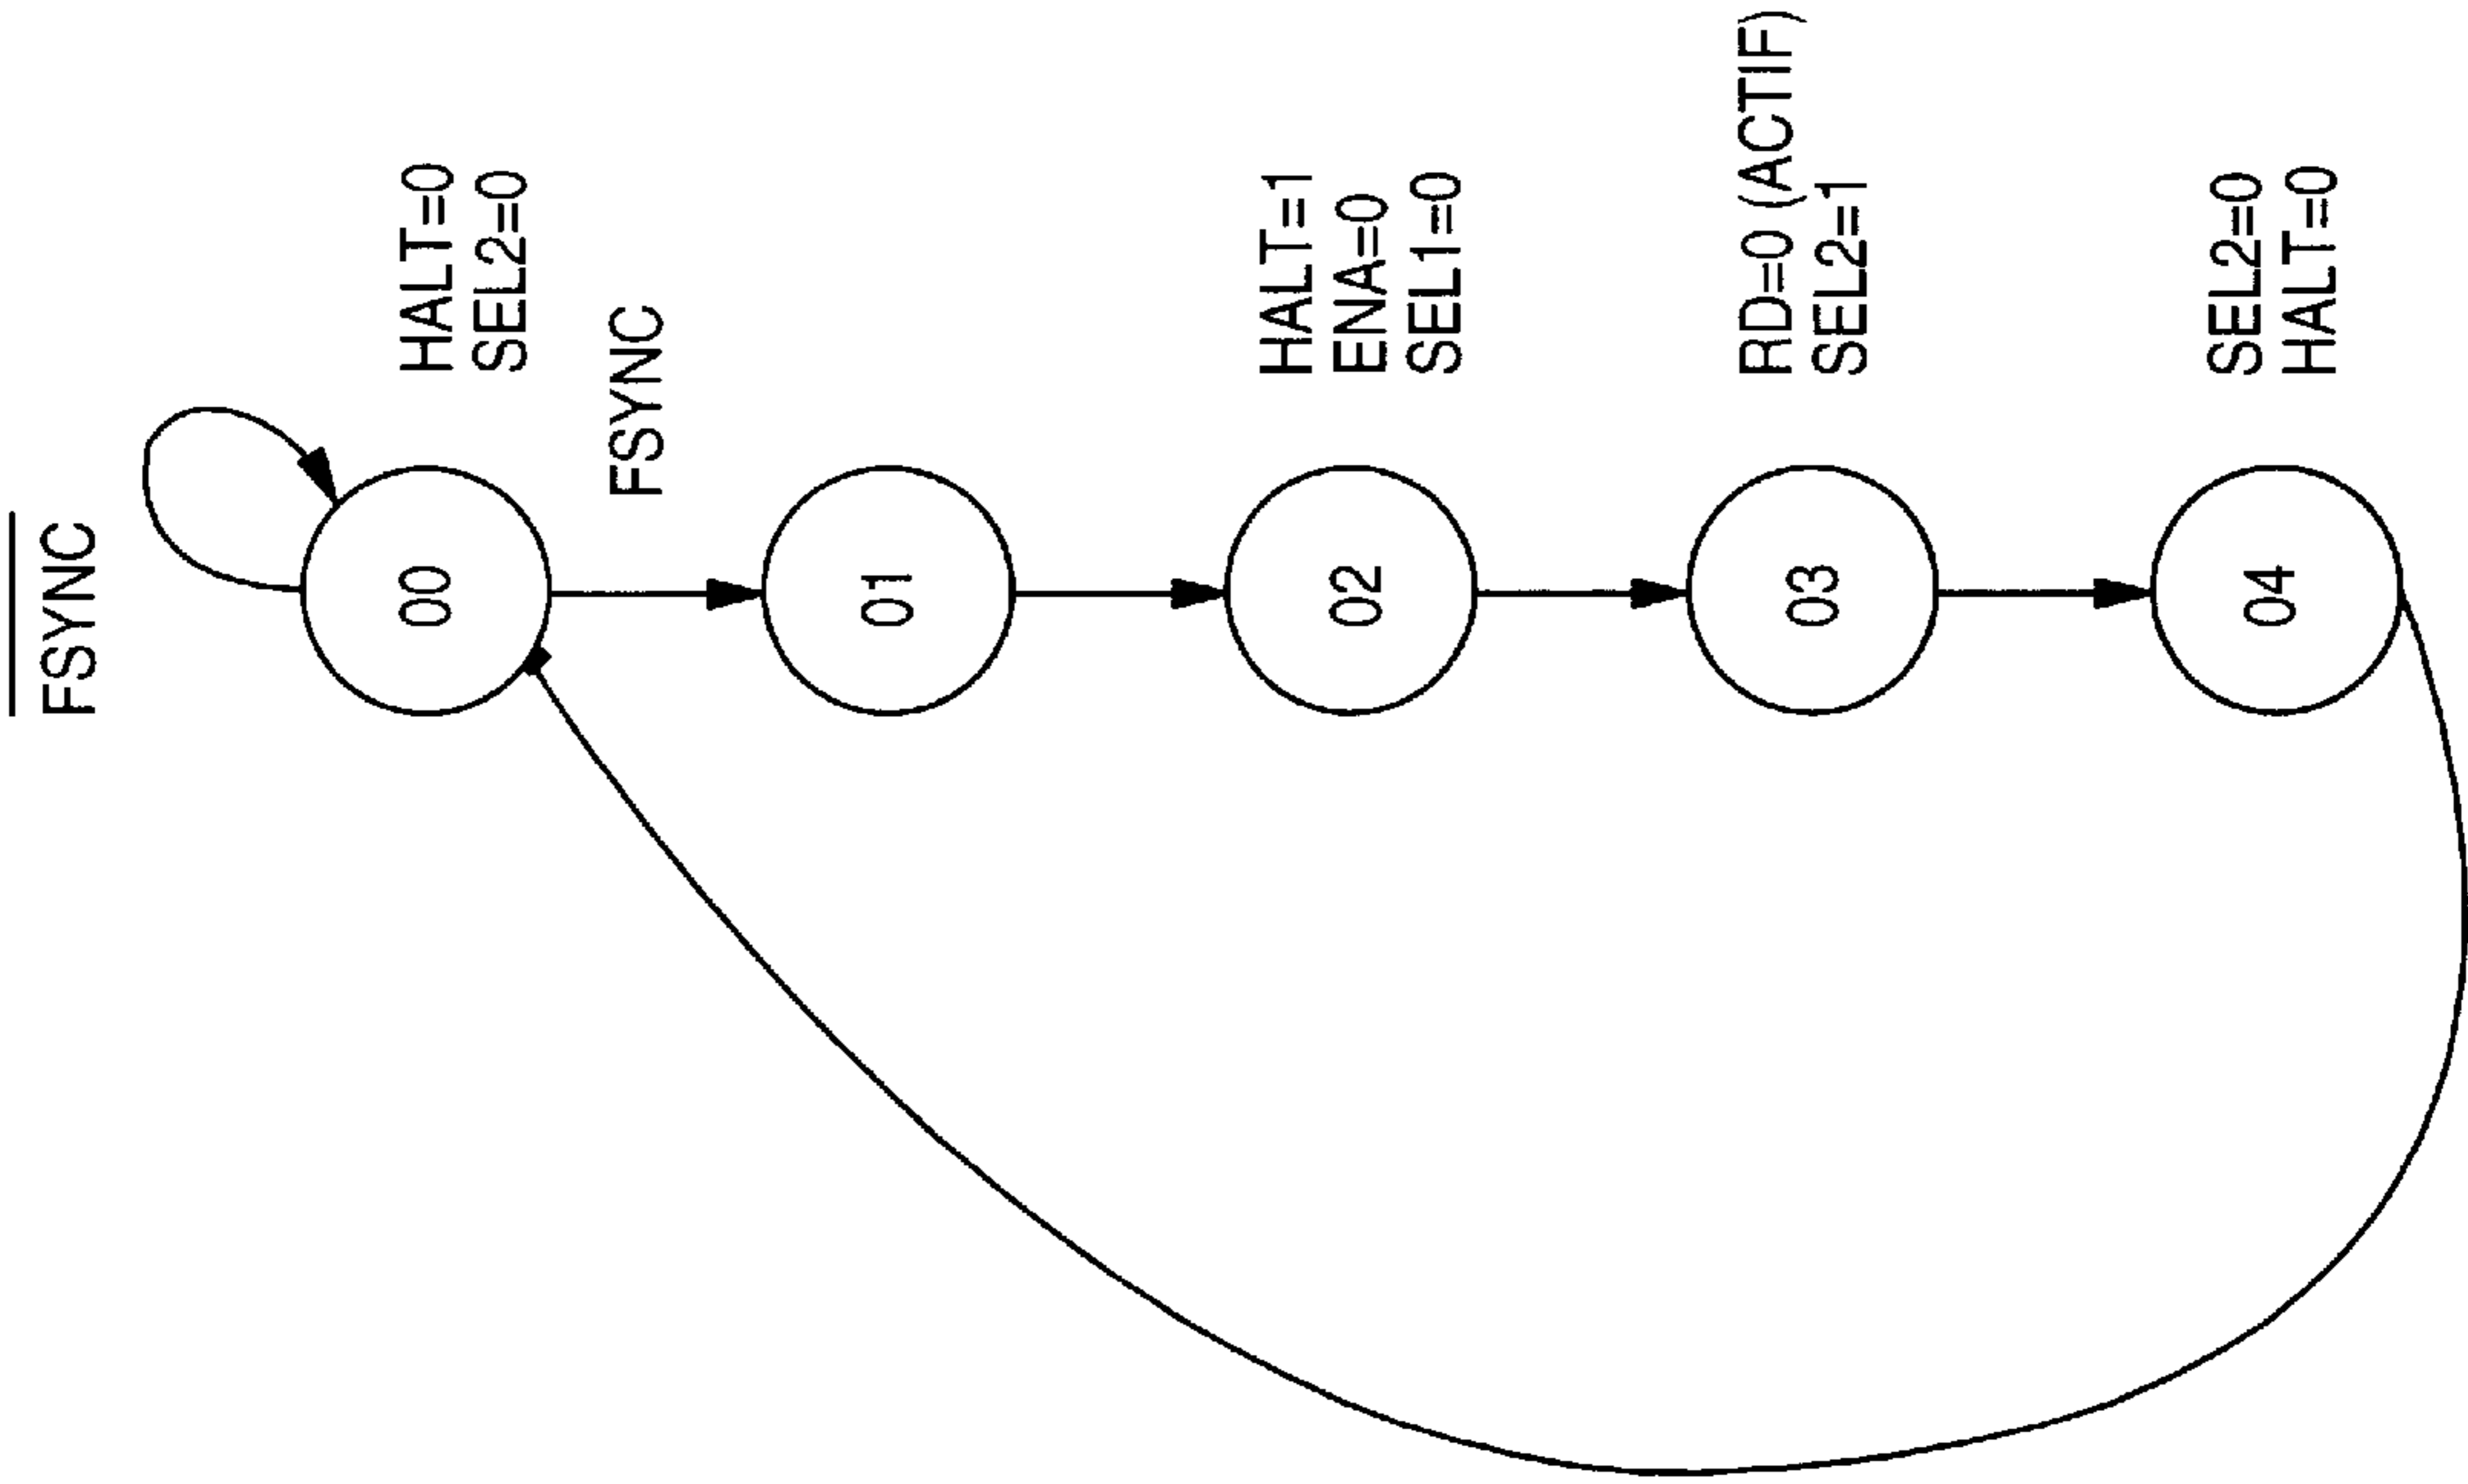 FSYNC
00
HALT=0
SEL2=0
FSYNC
01
02
HALT=1
ENA=0
SEL1=0
03
RD=0 (ACTIF)
SEL2=1
04
SEL2=0
HALT=0